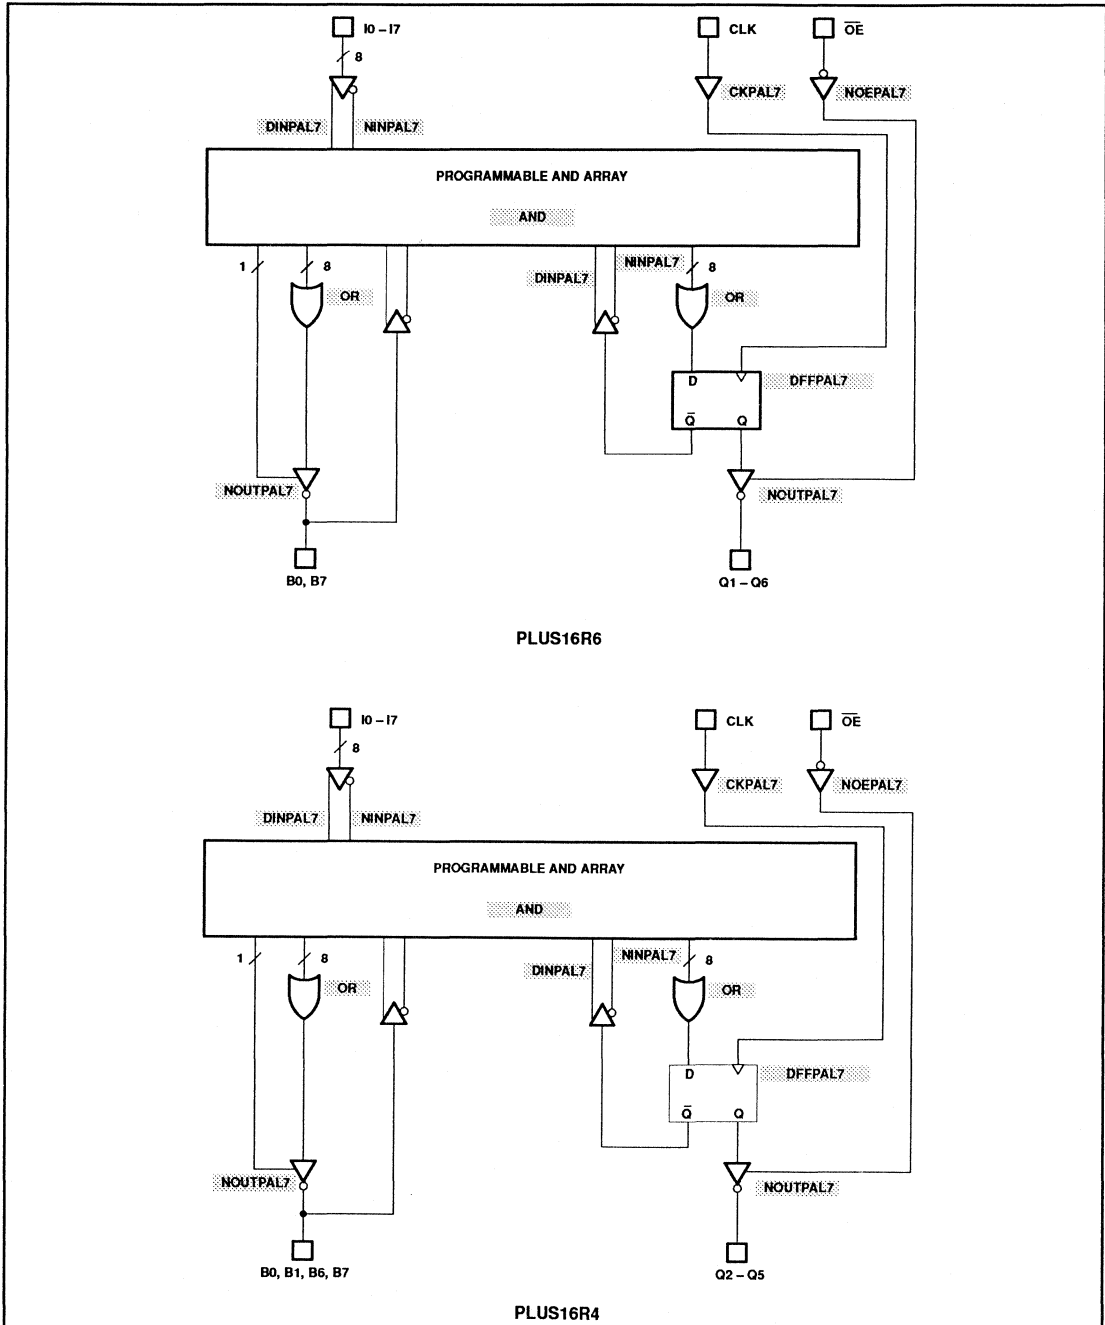 I0 – I7
CLK
O̅E̅
8
CKPAL7
NOEPAL7
DINPAL7
NINPAL7
PROGRAMMABLE AND ARRAY
AND
1
8
NINPAL7
8
DINPAL7
OR
OR
D
DFFPAL7
Q̅
Q
NOUTPAL7
NOUTPAL7
B0, B7
Q1 – Q6
PLUS16R6
I0 – I7
CLK
O̅E̅
8
CKPAL7
NOEPAL7
DINPAL7
NINPAL7
PROGRAMMABLE AND ARRAY
AND
1
8
NINPAL7
8
DINPAL7
OR
OR
D
DFFPAL7
Q̅
Q
NOUTPAL7
NOUTPAL7
B0, B1, B6, B7
Q2 – Q5
PLUS16R4